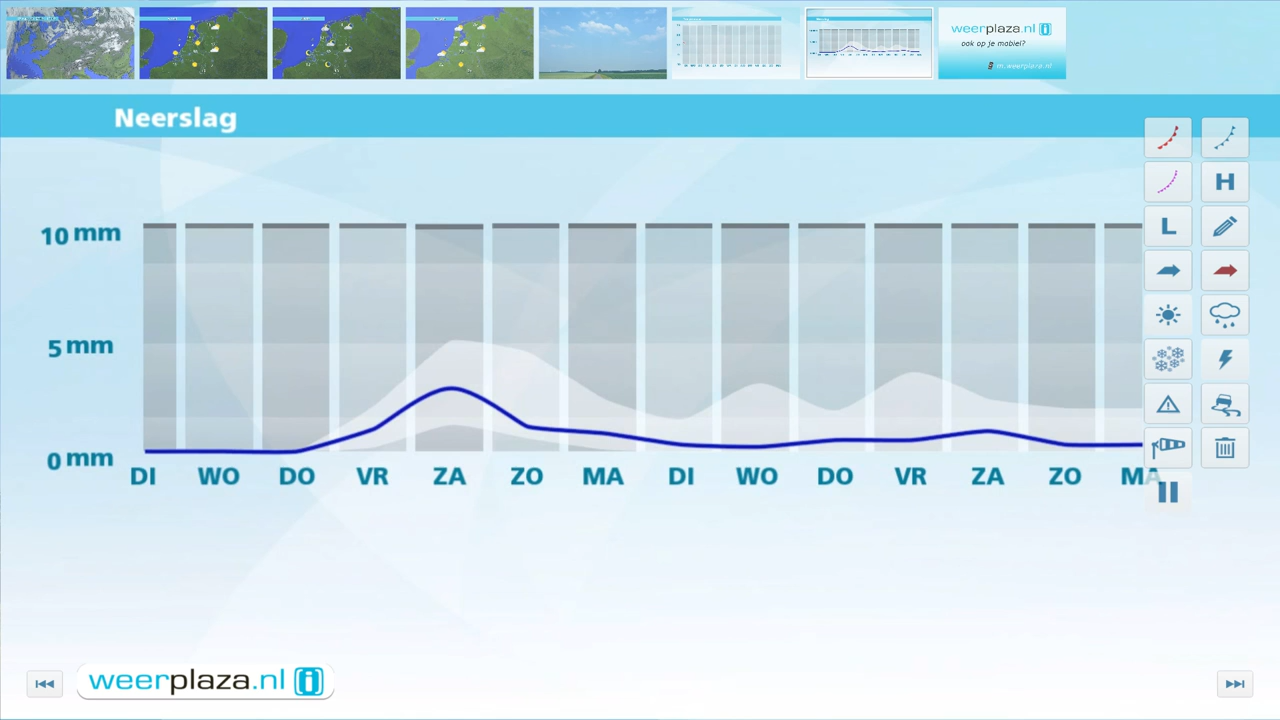 weerplaza.nl i
ook op je mobiel?
m.weerplaza.nl
Neerslag
H
L
10 mm
5 mm
0 mm
DI WO DO VR ZA ZO MA DI WO DO VR ZA ZO MA
weerplaza.nl i